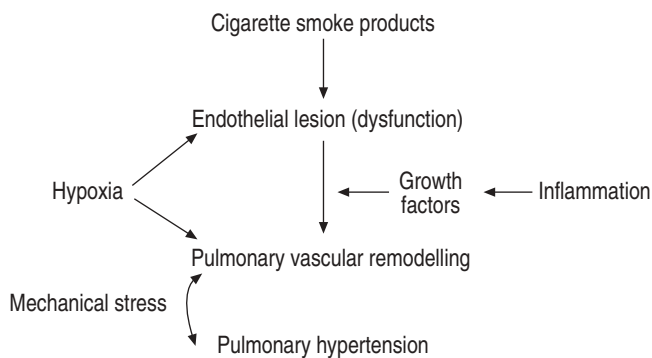 Cigarette smoke products
Endothelial lesion (dysfunction)
Hypoxia
Growth
factors
Inflammation
Pulmonary vascular remodelling
Mechanical stress
Pulmonary hypertension